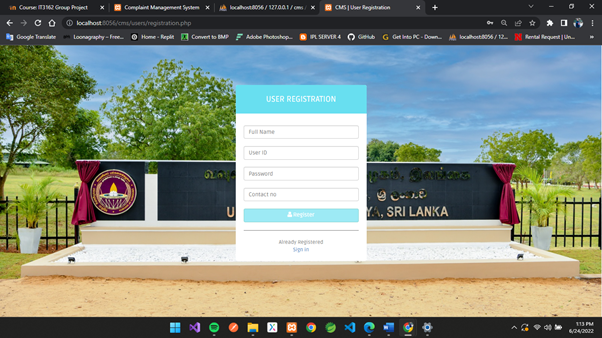 Course: IT3162 Group Project
Complaint Management System
localhost:8056 / 127.0.0.1 / cms
CMS | User Registration
localhost:8056/cms/users/registration.php
Google Translate
Loonagraphy – Free...
Home - Replit
Convert to BMP
Adobe Photoshop...
IPL SERVER 4
GitHub
Get Into PC - Down...
localhost:8056 / 12...
Rental Request | Un...
USER REGISTRATION
Full Name
User ID
Password
Contact no
Register
Already Registered
Sign in
YA, SRI LANKA
1:13 PM
6/24/2022